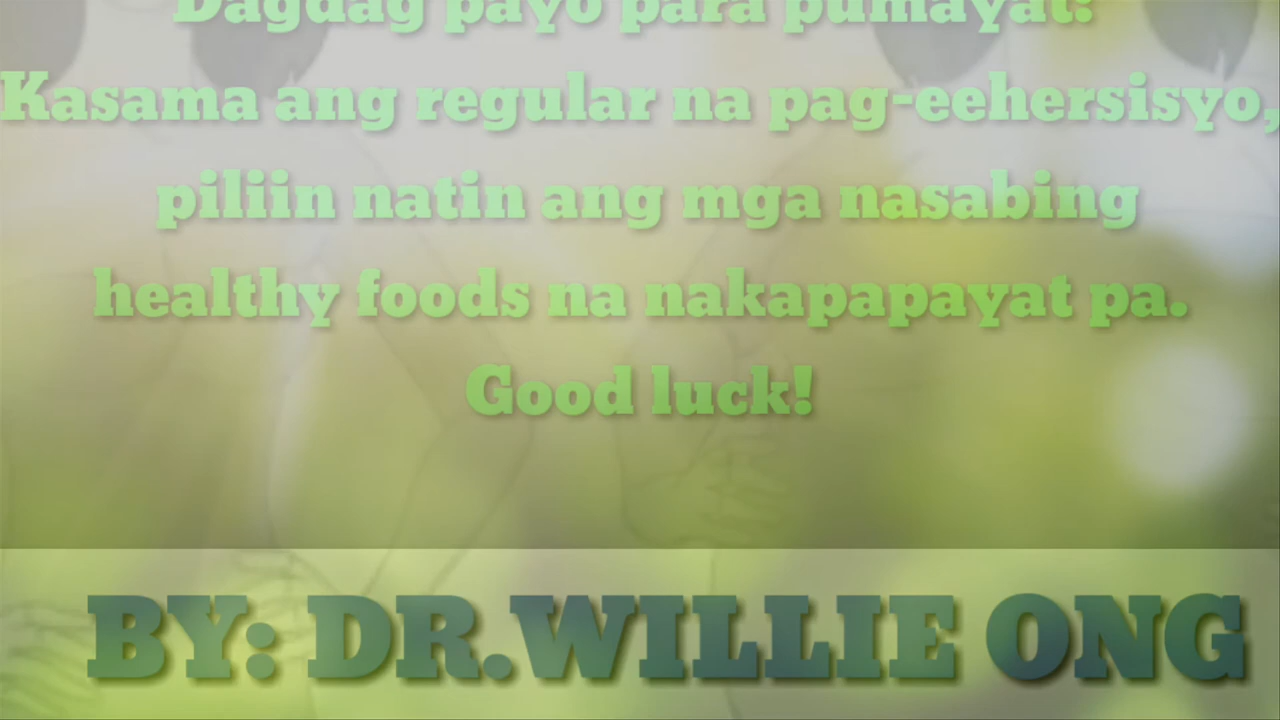 Dagdag payo para pumayat:
Kasama ang regular na pag-eehersisyo,
piliin natin ang mga nasabing
healthy foods na nakapapayat pa.
Good luck!
BY: DR.WILLIE ONG